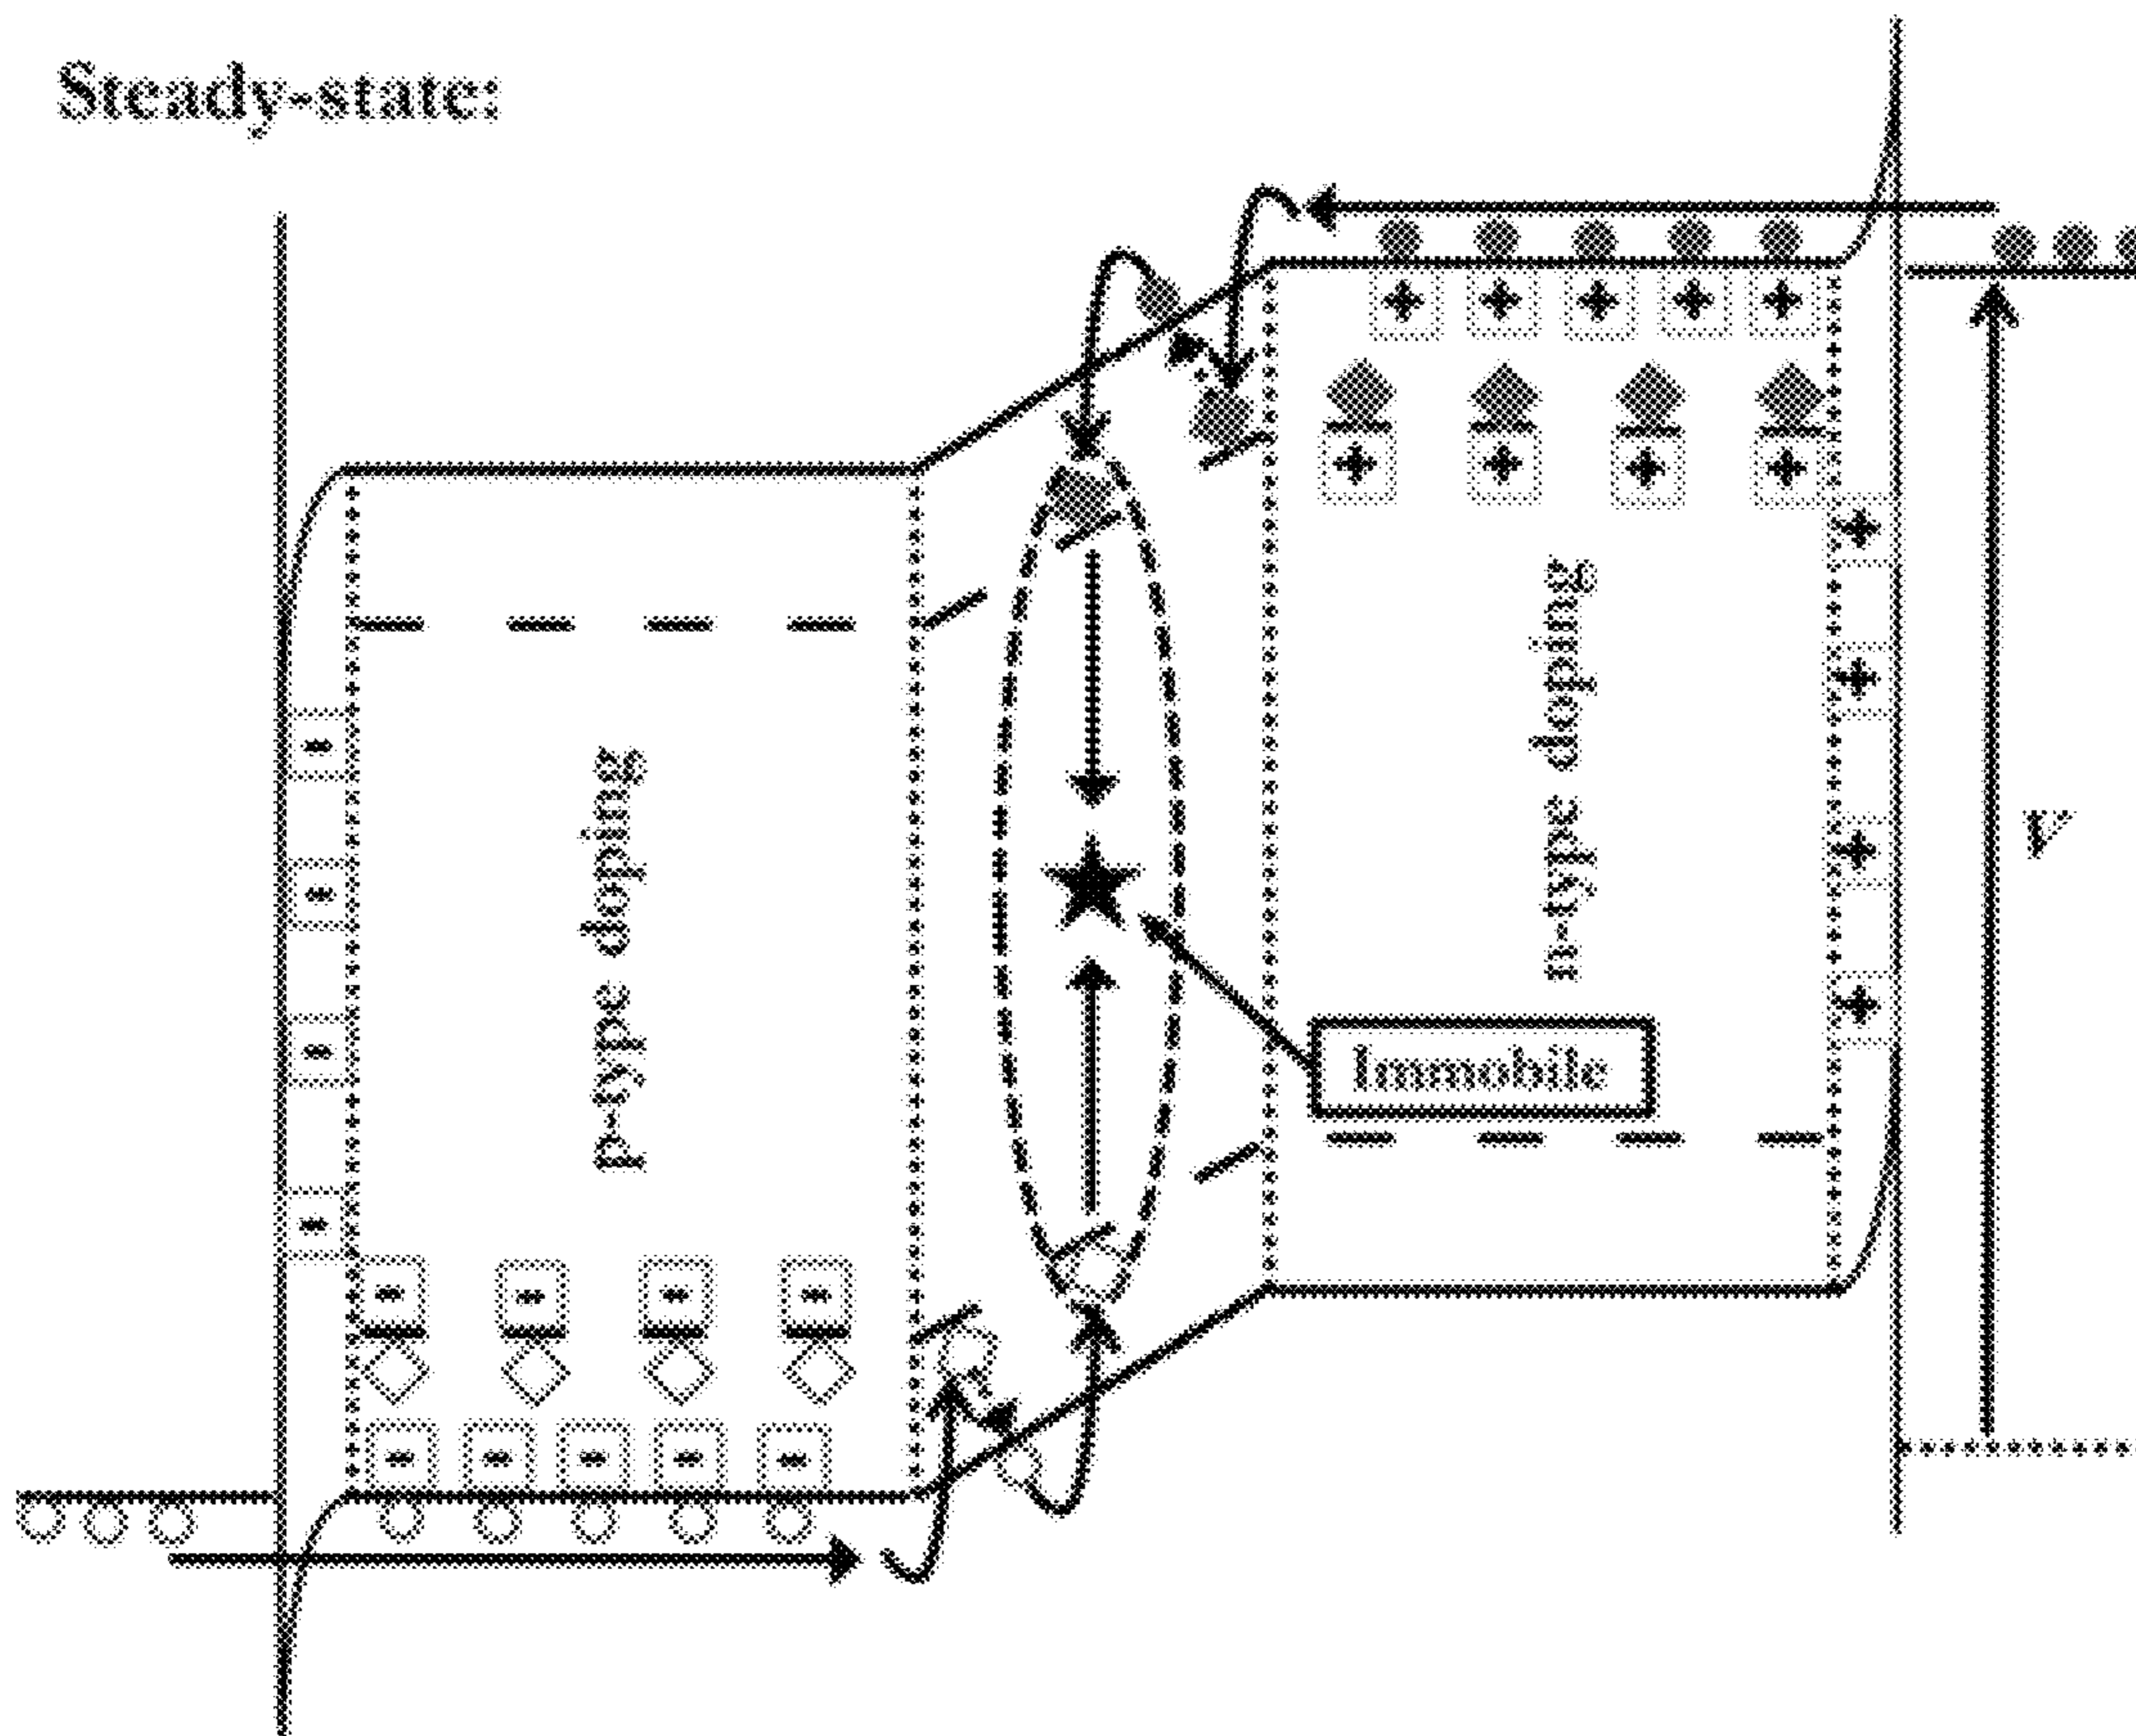 Steady-state:
p-type doping
n-type doping
Immobile
V